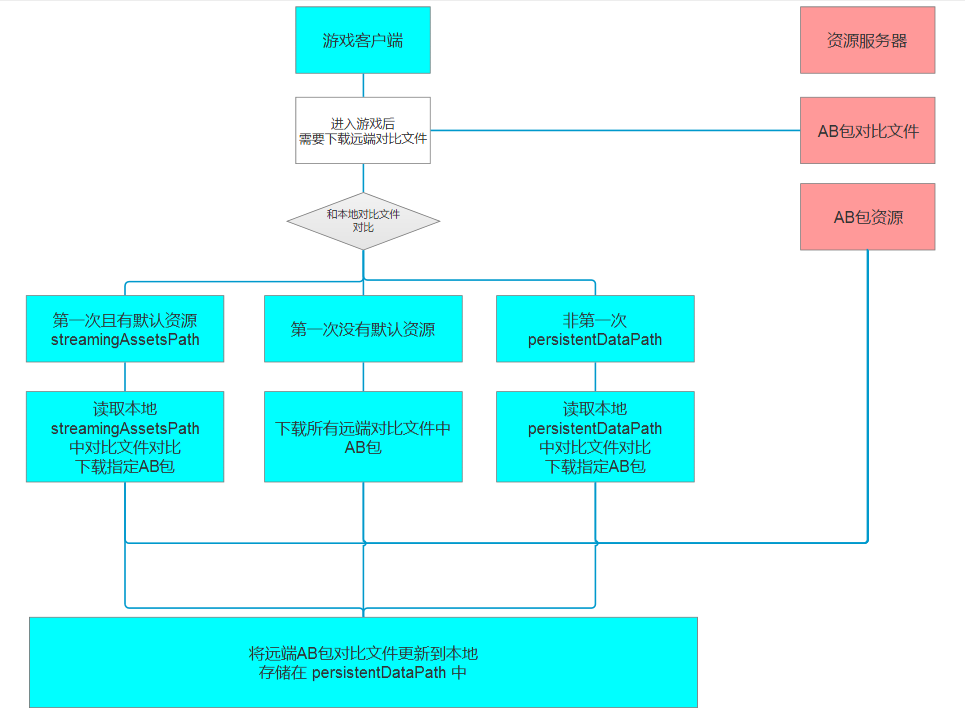 游戏客户端
资源服务器
进入游戏后
需要下载远端对比文件
AB包对比文件
和本地对比文件
对比
AB包资源
第一次且有默认资源
streamingAssetsPath
第一次没有默认资源
非第一次
persistentDataPath
读取本地
streamingAssetsPath
中对比文件对比
下载指定AB包
下载所有远端对比文件中
AB包
读取本地
persistentDataPath
中对比文件对比
下载指定AB包
将远端AB包对比文件更新到本地
存储在 persistentDataPath 中